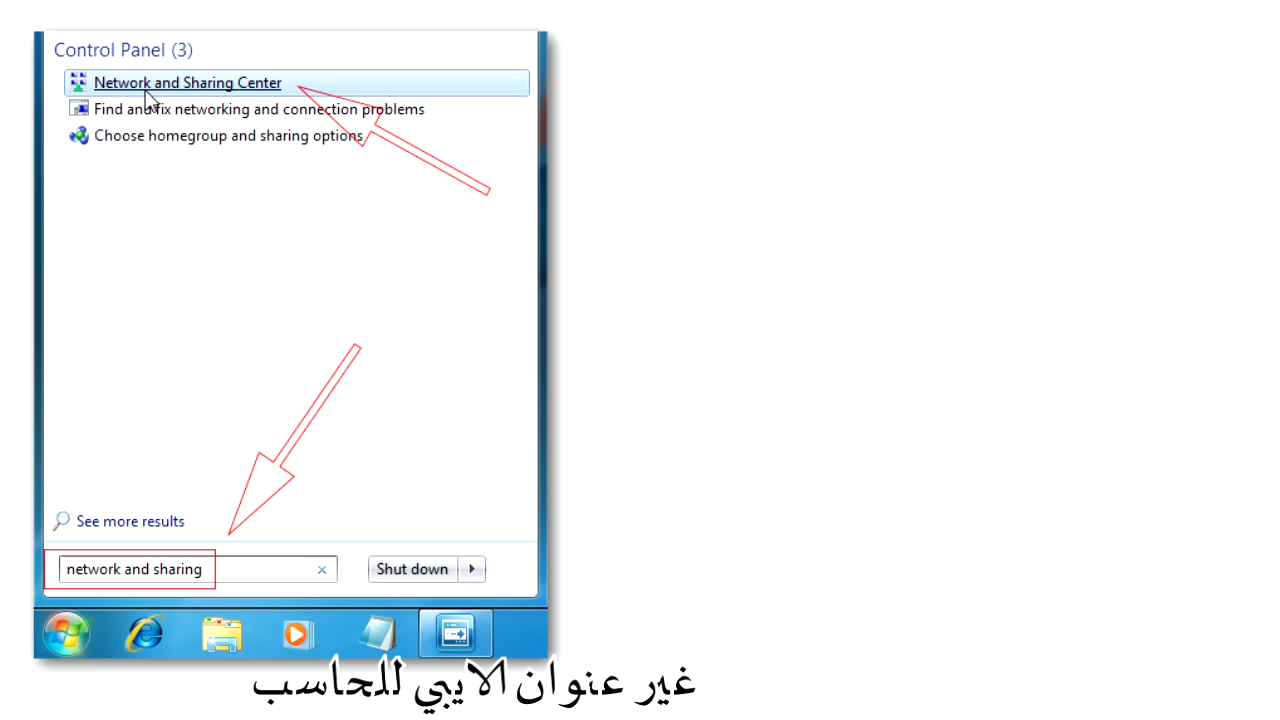 Control Panel (3)
Network and Sharing Center
Find and fix networking and connection problems
Choose homegroup and sharing options
See more results
network and sharing
Shut down
غير عنوان الايبي للحاسب